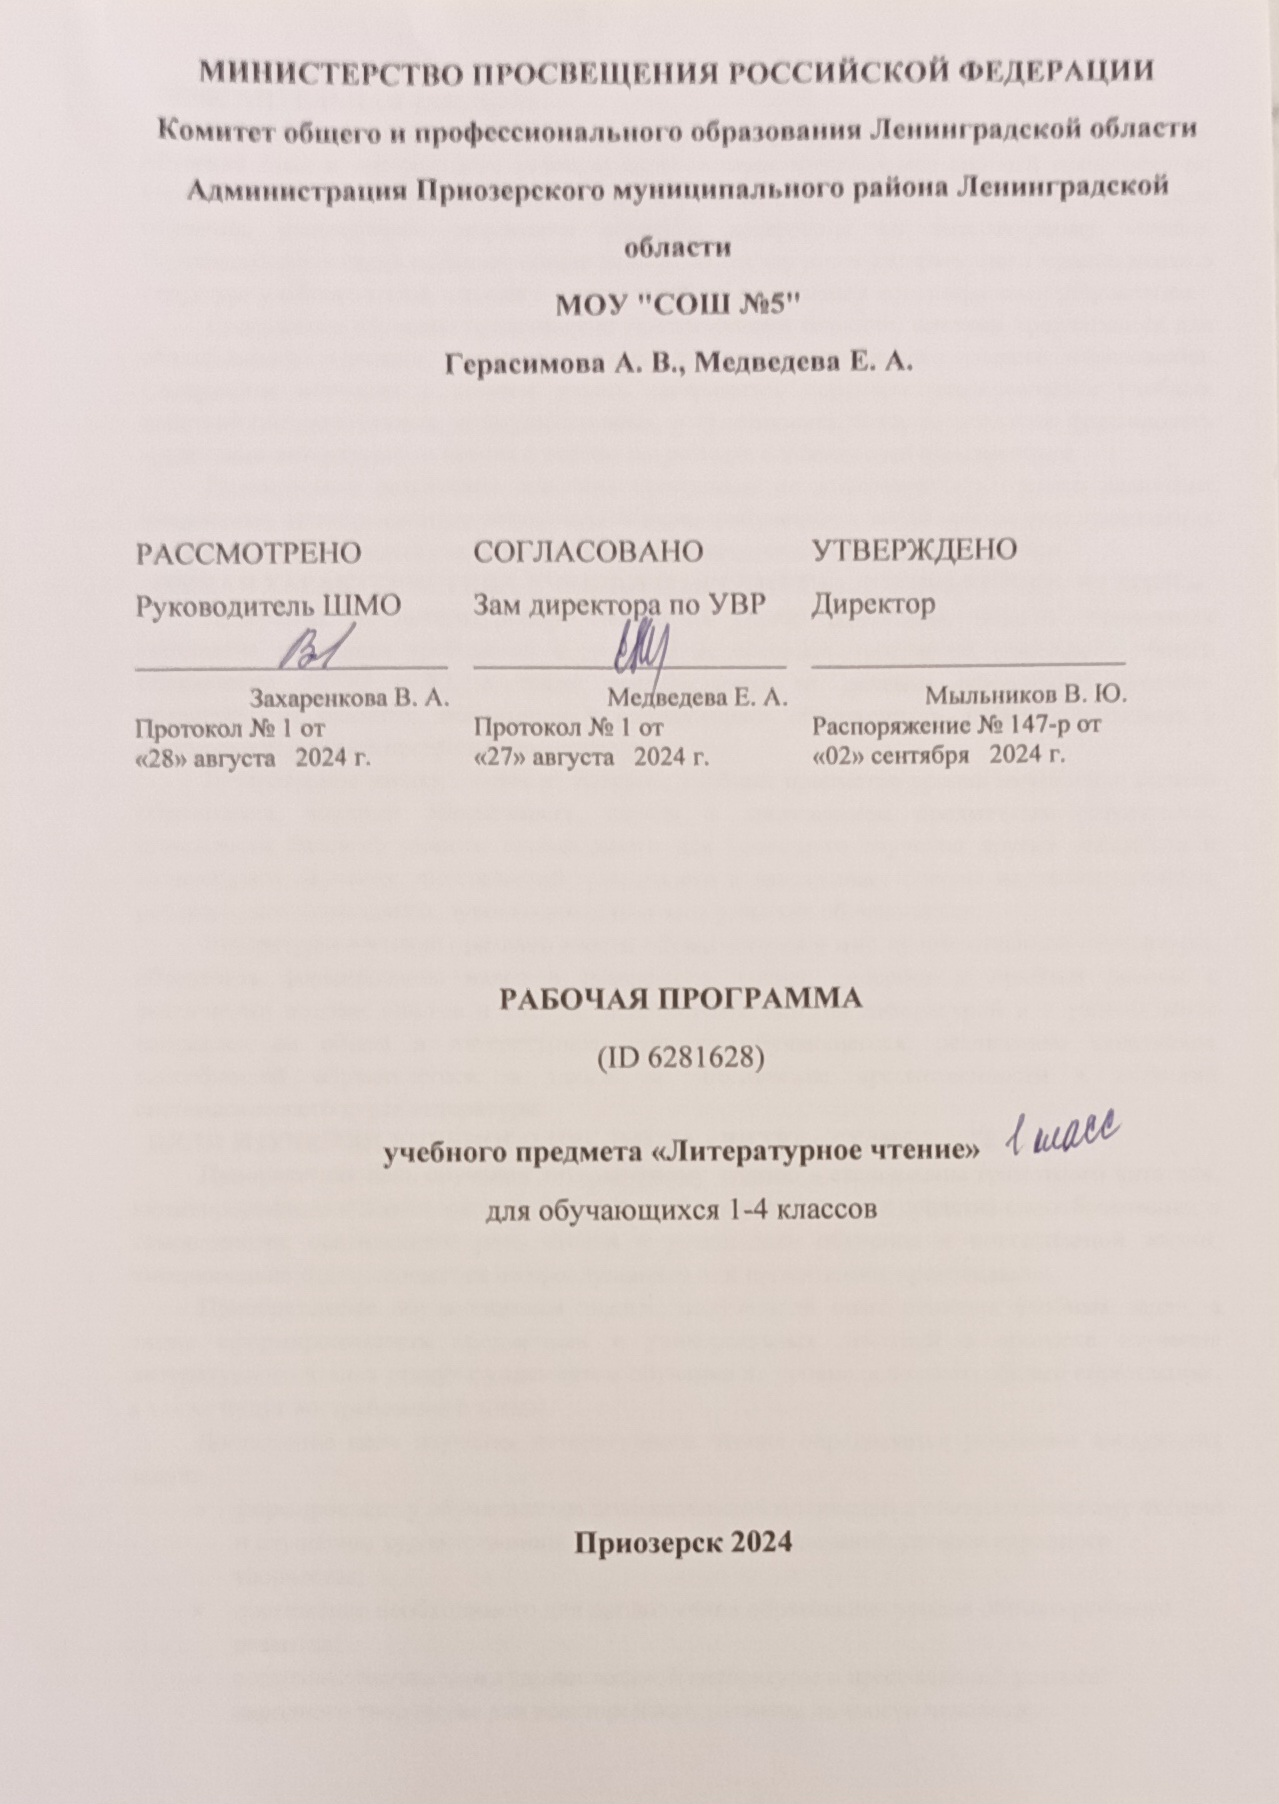 МИНИСТЕРСТВО ПРОСВЕЩЕНИЯ РОССИЙСКОЙ ФЕДЕРАЦИИ
Комитет общего и профессионального образования Ленинградской области
Администрация Приозерского муниципального района Ленинградской
области
МОУ "СОШ №5"
Герасимова А. В., Медведева Е. А.
РАССМОТРЕНО
Руководитель ШМО
Захаренкова В. А.
Протокол № 1 от
«28» августа 2024 г.
СОГЛАСОВАНО
Зам директора по УВР
Медведева Е. А.
Протокол № 1 от
«27» августа 2024 г.
УТВЕРЖДЕНО
Директор
Мыльников В. Ю.
Распоряжение № 147-р от
«02» сентября 2024 г.
РАБОЧАЯ ПРОГРАММА
(ID 6281628)
учебного предмета «Литературное чтение» 1 класс
для обучающихся 1-4 классов
Приозерск 2024